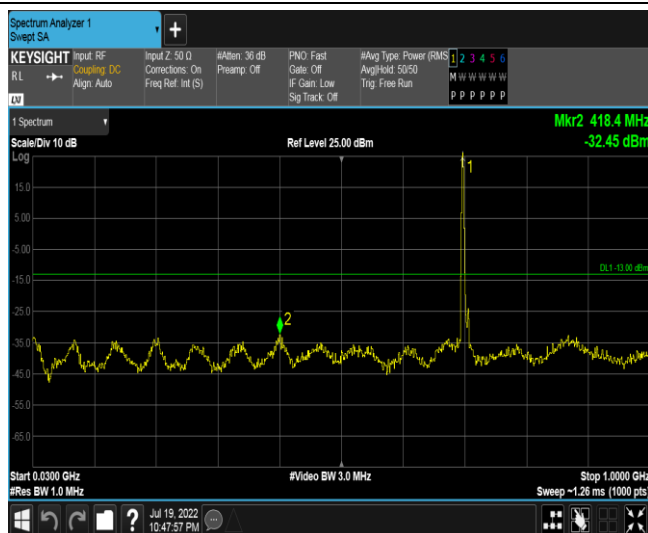 Spectrum Analyzer 1
Swept SA
KEYSIGHT
RL
LXI
Input: RF
Coupling: DC
Align: Auto
Input Z: 50 Ω
Corrections: On
Freq Ref: Int (S)
#Atten: 36 dB
Preamp: Off
PNO: Fast
Gate: Off
IF Gain: Low
Sig Track: Off
#Avg Type: Power (RMS
Avg|Hold: 50/50
Trig: Free Run
1 2 3 4 5 6
M W W W W W
P P P P P P
1 Spectrum
Mkr2 418.4 MHz
Scale/Div 10 dB
Ref Level 25.00 dBm
-32.45 dBm
Log
1
15.0
5.00
-5.00
DL1 -13.00 dBm
-15.0
-25.0
2
-35.0
-45.0
-55.0
-65.0
Start 0.0300 GHz
#Video BW 3.0 MHz
Stop 1.0000 GHz
#Res BW 1.0 MHz
Sweep ~1.26 ms (1000 pts)
?
Jul 19, 2022
10:47:57 PM